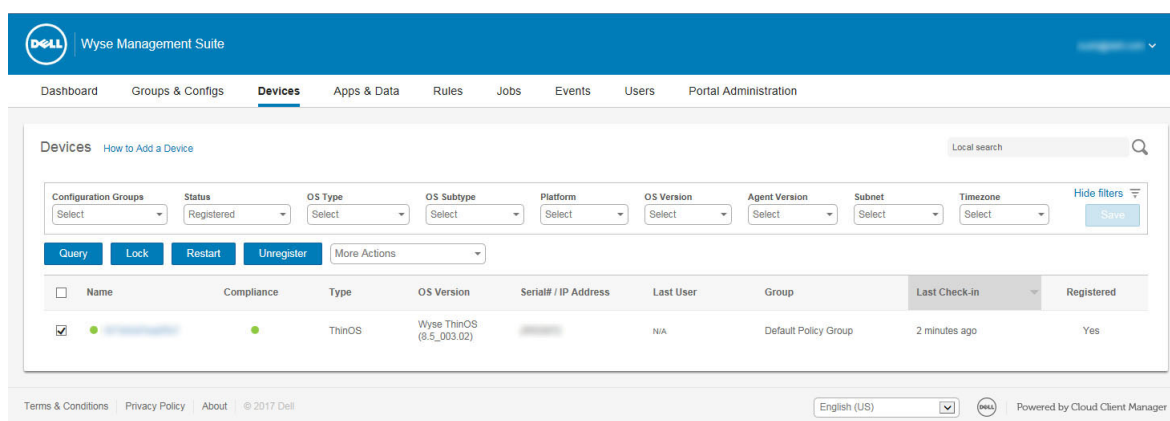 DELL Wyse Management Suite
Dashboard Groups & Configs Devices Apps & Data Rules Jobs Events Users Portal Administration
Devices How to Add a Device Local search
Configuration Groups Status OS Type OS Subtype Platform OS Version Agent Version Subnet Timezone Hide filters
Select Registered Select Select Select Select Select Select Select Save
Query Lock Restart Unregister More Actions
Name Compliance Type OS Version Serial# / IP Address Last User Group Last Check-in Registered
ThinOS Wyse ThinOS N/A Default Policy Group 2 minutes ago Yes
(8.5_003.02)
Terms & Conditions Privacy Policy About © 2017 Dell English (US) DELL Powered by Cloud Client Manager